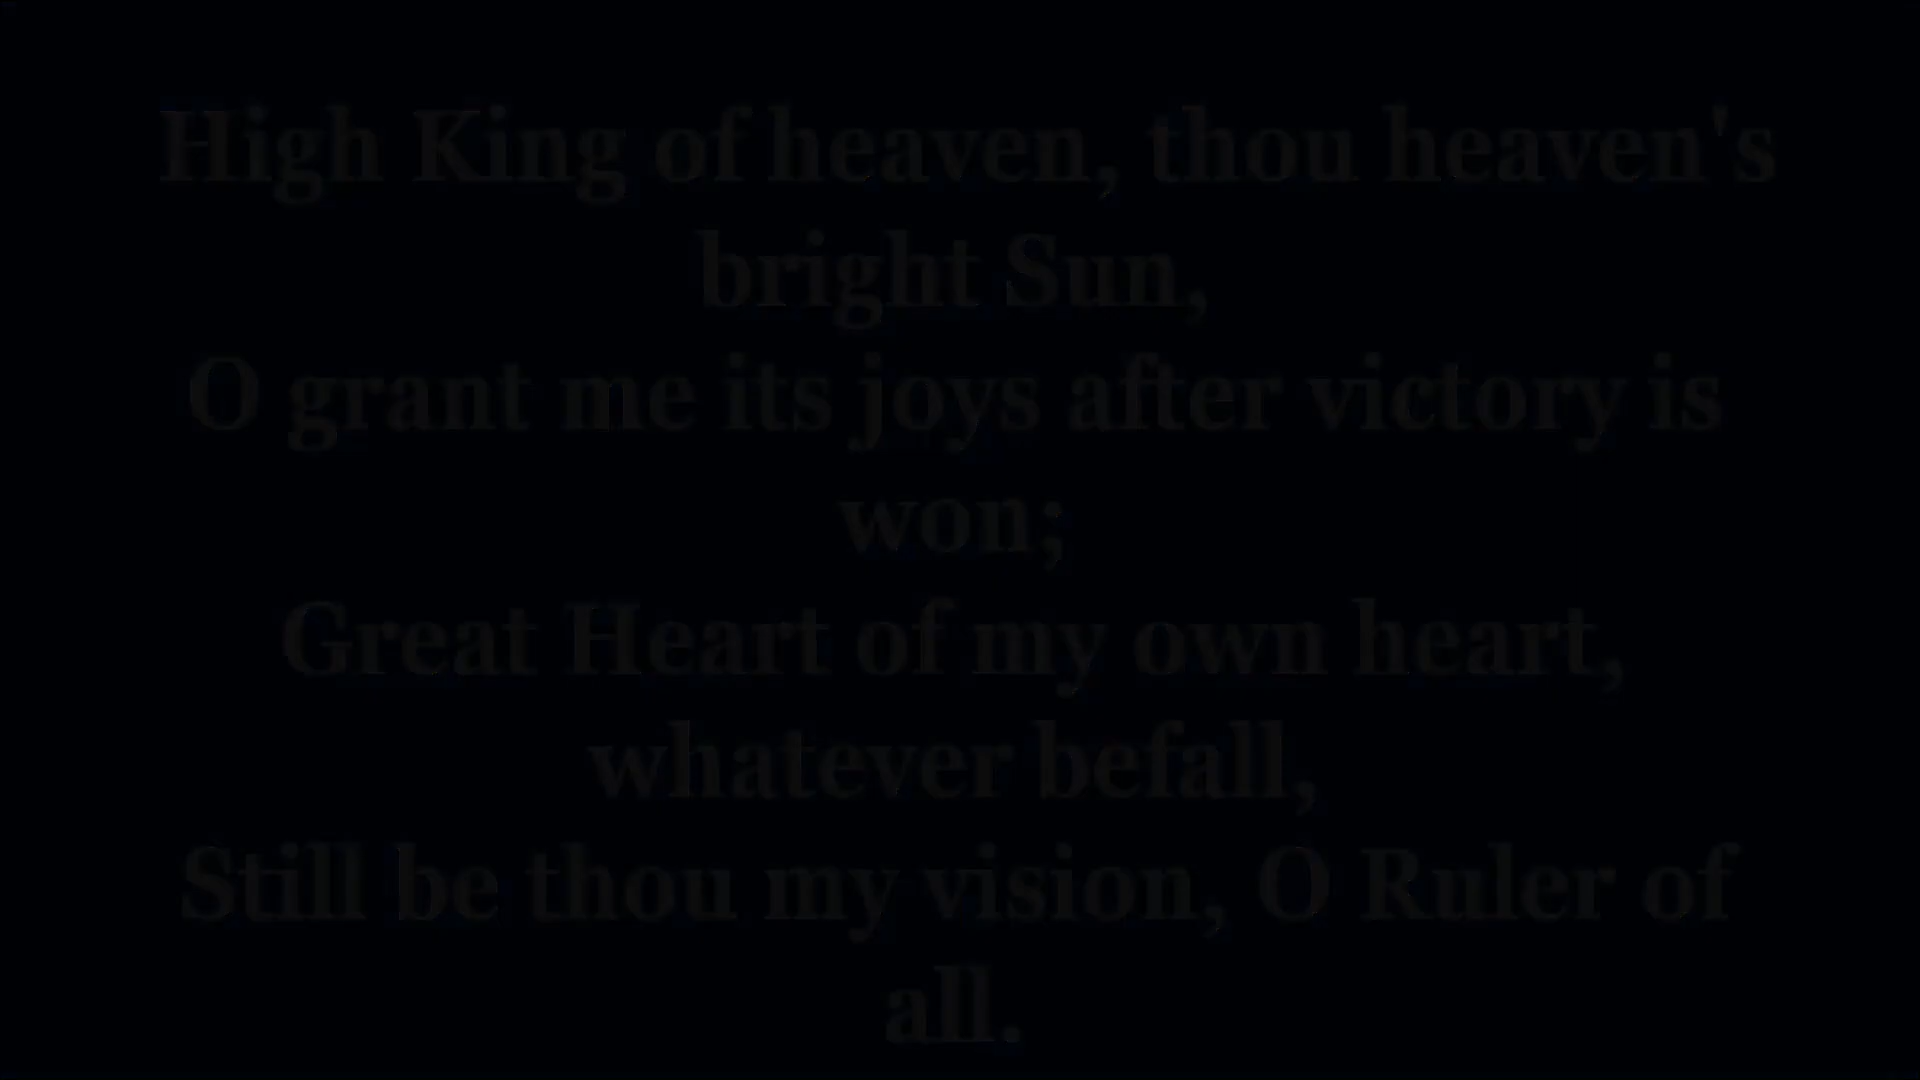 High King of heaven, thou heaven's
bright Sun,
O grant me its joys after victory is
won;
Great Heart of my own heart,
whatever befall,
Still be thou my vision, O Ruler of
all.